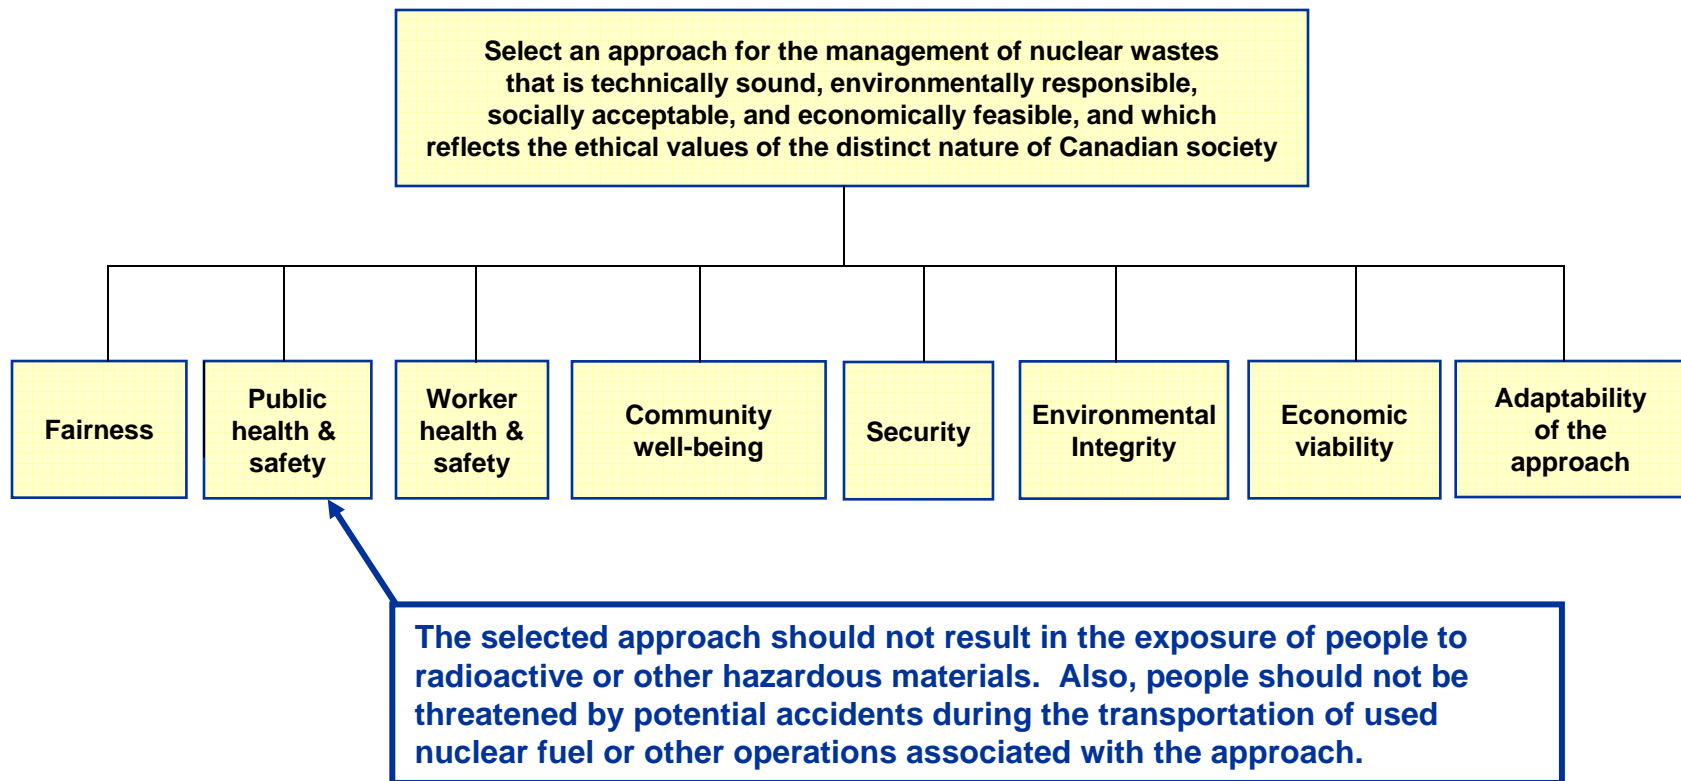 Select an approach for the management of nuclear wastes
that is technically sound, environmentally responsible,
socially acceptable, and economically feasible, and which
reflects the ethical values of the distinct nature of Canadian society
Fairness
Public
health &
safety
Worker
health &
safety
Community
well-being
Security
Environmental
Integrity
Economic
viability
Adaptability
of the
approach
The selected approach should not result in the exposure of people to
radioactive or other hazardous materials.  Also, people should not be
threatened by potential accidents during the transportation of used
nuclear fuel or other operations associated with the approach.